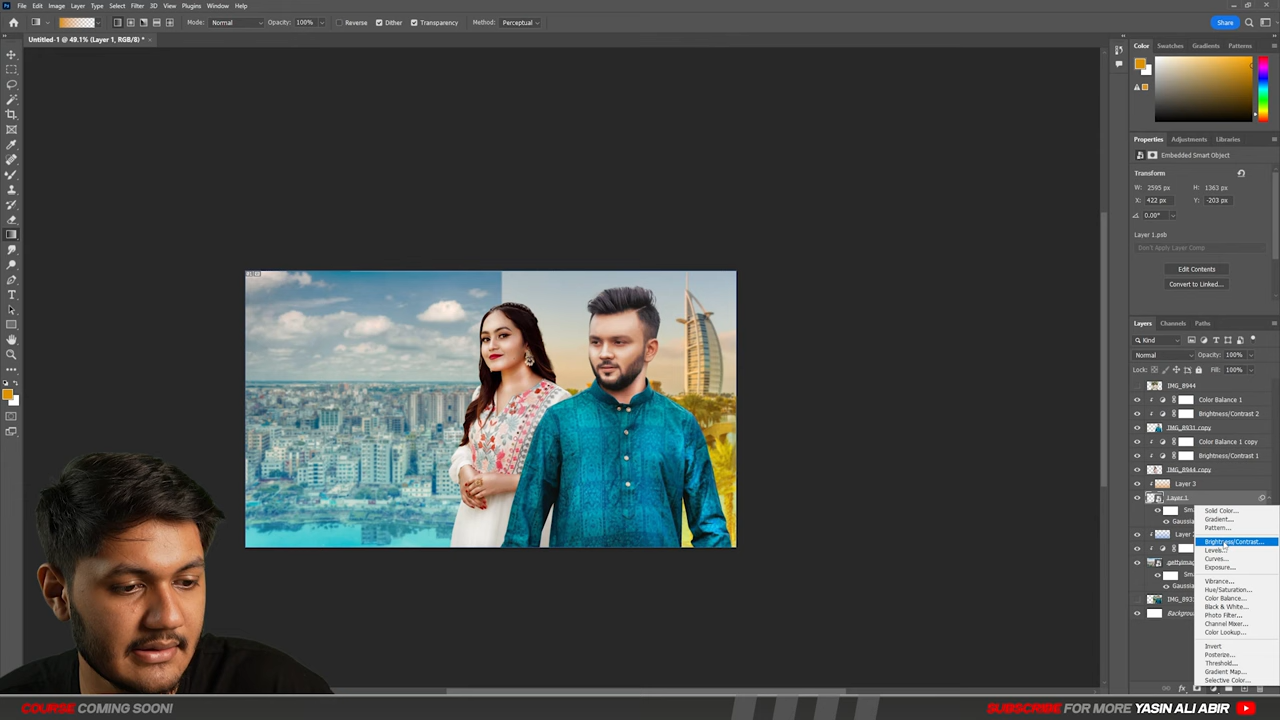 File Edit Image Layer Type Select Filter 3D View Plugins Window Help
Mode: Normal Opacity: 100% Reverse Dither Transparency Method: Perceptual Share
Untitled-1 @ 49.1% (Layer 1, RGB/8) * ×
Color Swatches Gradients Patterns
Properties Adjustments Libraries
Embedded Smart Object
Transform
W: 2595 px H: 1363 px
X: 422 px Y: -203 px
0.00°
Layer 1.psb
Don't Apply Layer Comp
Edit Contents
Convert to Linked...
Layers Channels Paths
Kind
Normal Opacity: 100%
Lock: Fill: 100%
IMG_8944
Color Balance 1
Brightness/Contrast 2
IMG_8931 copy
Color Balance 1 copy
Brightness/Contrast 1
IMG_8944 copy
Layer 3
Layer 1
Solid Color...
Gradient...
Pattern...
Brightness/Contrast...
Levels...
Curves...
Exposure...
Vibrance...
Hue/Saturation...
Color Balance...
Black & White...
Photo Filter...
Channel Mixer...
Color Lookup...
Invert
Posterize...
Threshold...
Gradient Map...
Selective Color...
COURSE COMING SOON!
SUBSCRIBE FOR MORE YASIN ALI ABIR